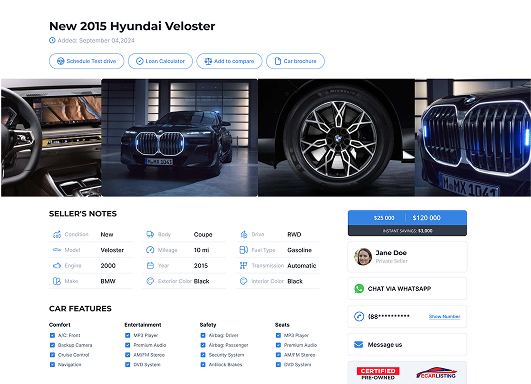 New 2015 Hyundai Veloster
Added: September 04,2024
Schedule Test drive
Loan Calculator
Add to compare
Car brochure
SELLER'S NOTES
Condition New Body Coupe Drive RWD
Model Veloster Mileage 10 mi Fuel Type Gasoline
Engine 2000 Year 2015 Transmission Automatic
Make BMW Exterior Color Black Interior Color Black
CAR FEATURES
Comfort Entertainment Safety Seats
A/C: Front MP3 Player Airbag: Driver MP3 Player
Backup Camera Premium Audio Airbag: Passenger Premium Audio
Cruise Control AM/FM Stereo Security System AM/FM Stereo
Navigation DVD System Antilock Brakes DVD System
$25 000 $120 000
INSTANT SAVINGS: $3,000
Jane Doe
Private Seller
CHAT VIA WHATSAPP
(88********** Show Number
Message us
CERTIFIED
PRE-OWNED
ECARLISTING